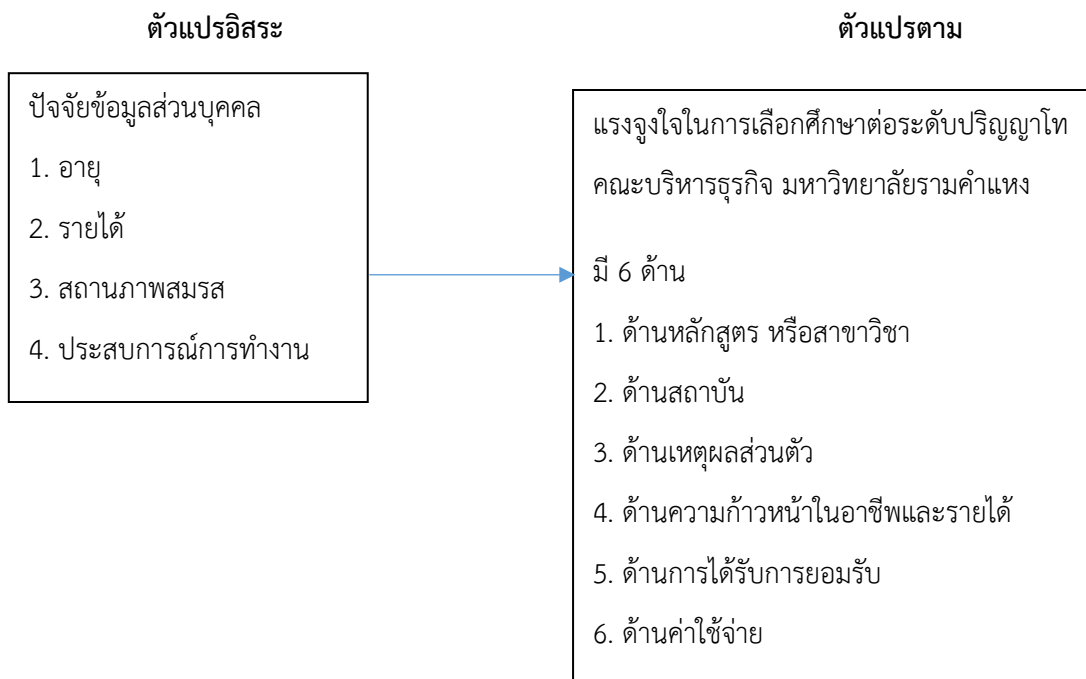 ตัวแปรอิสระ
ตัวแปรตาม
ปัจจัยข้อมูลส่วนบุคคล
1. อายุ
2. รายได้
3. สถานภาพสมรส
4. ประสบการณ์การทำงาน
แรงจูงใจในการเลือกศึกษาต่อระดับปริญญาโท
คณะบริหารธุรกิจ มหาวิทยาลัยรามคำแหง
มี 6 ด้าน
1. ด้านหลักสูตร หรือสาขาวิชา
2. ด้านสถาบัน
3. ด้านเหตุผลส่วนตัว
4. ด้านความก้าวหน้าในอาชีพและรายได้
5. ด้านการได้รับการยอมรับ
6. ด้านค่าใช้จ่าย